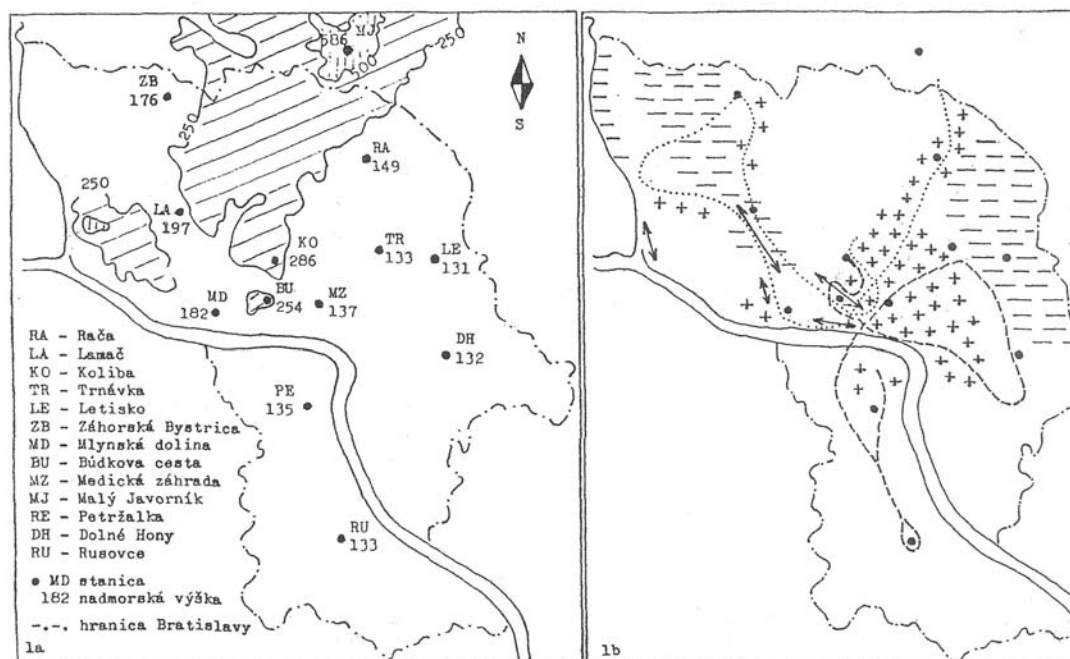 MJ
586
250
300
N
S
ZB
176
250
RA
149
250
LA
197
KO
286
TR
133
LE
131
BU
254
MZ
137
MD
182
DH
132
PE
135
RU
133
RA - Rača
LA - Lamač
KO - Koliba
TR - Trnávka
LE - Letisko
ZB - Záhorská Bystrica
MD - Mlynská dolina
BU - Búdkova cesta
MZ - Medická záhrada
MJ - Malý Javorník
RE - Petržalka
DH - Dolné Hony
RU - Rusovce
● MD stanica
182 nadmorská výška
-.-. hranica Bratislavy
1a
1b